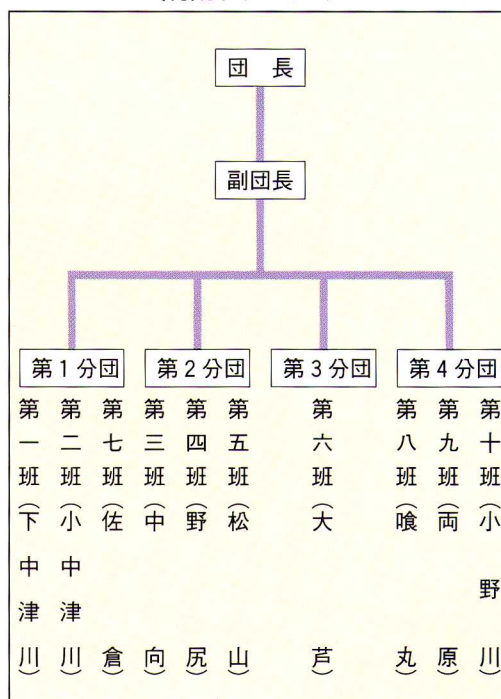 団長
副団長
第1分団
第2分団
第3分団
第4分団
第一班(下中津川)
第二班(小中津川)
第七班(佐倉)
第三班(中向)
第四班(野尻)
第五班(松山)
第六班(大芦)
第八班(喰丸)
第九班(両原)
第十班(小野川)